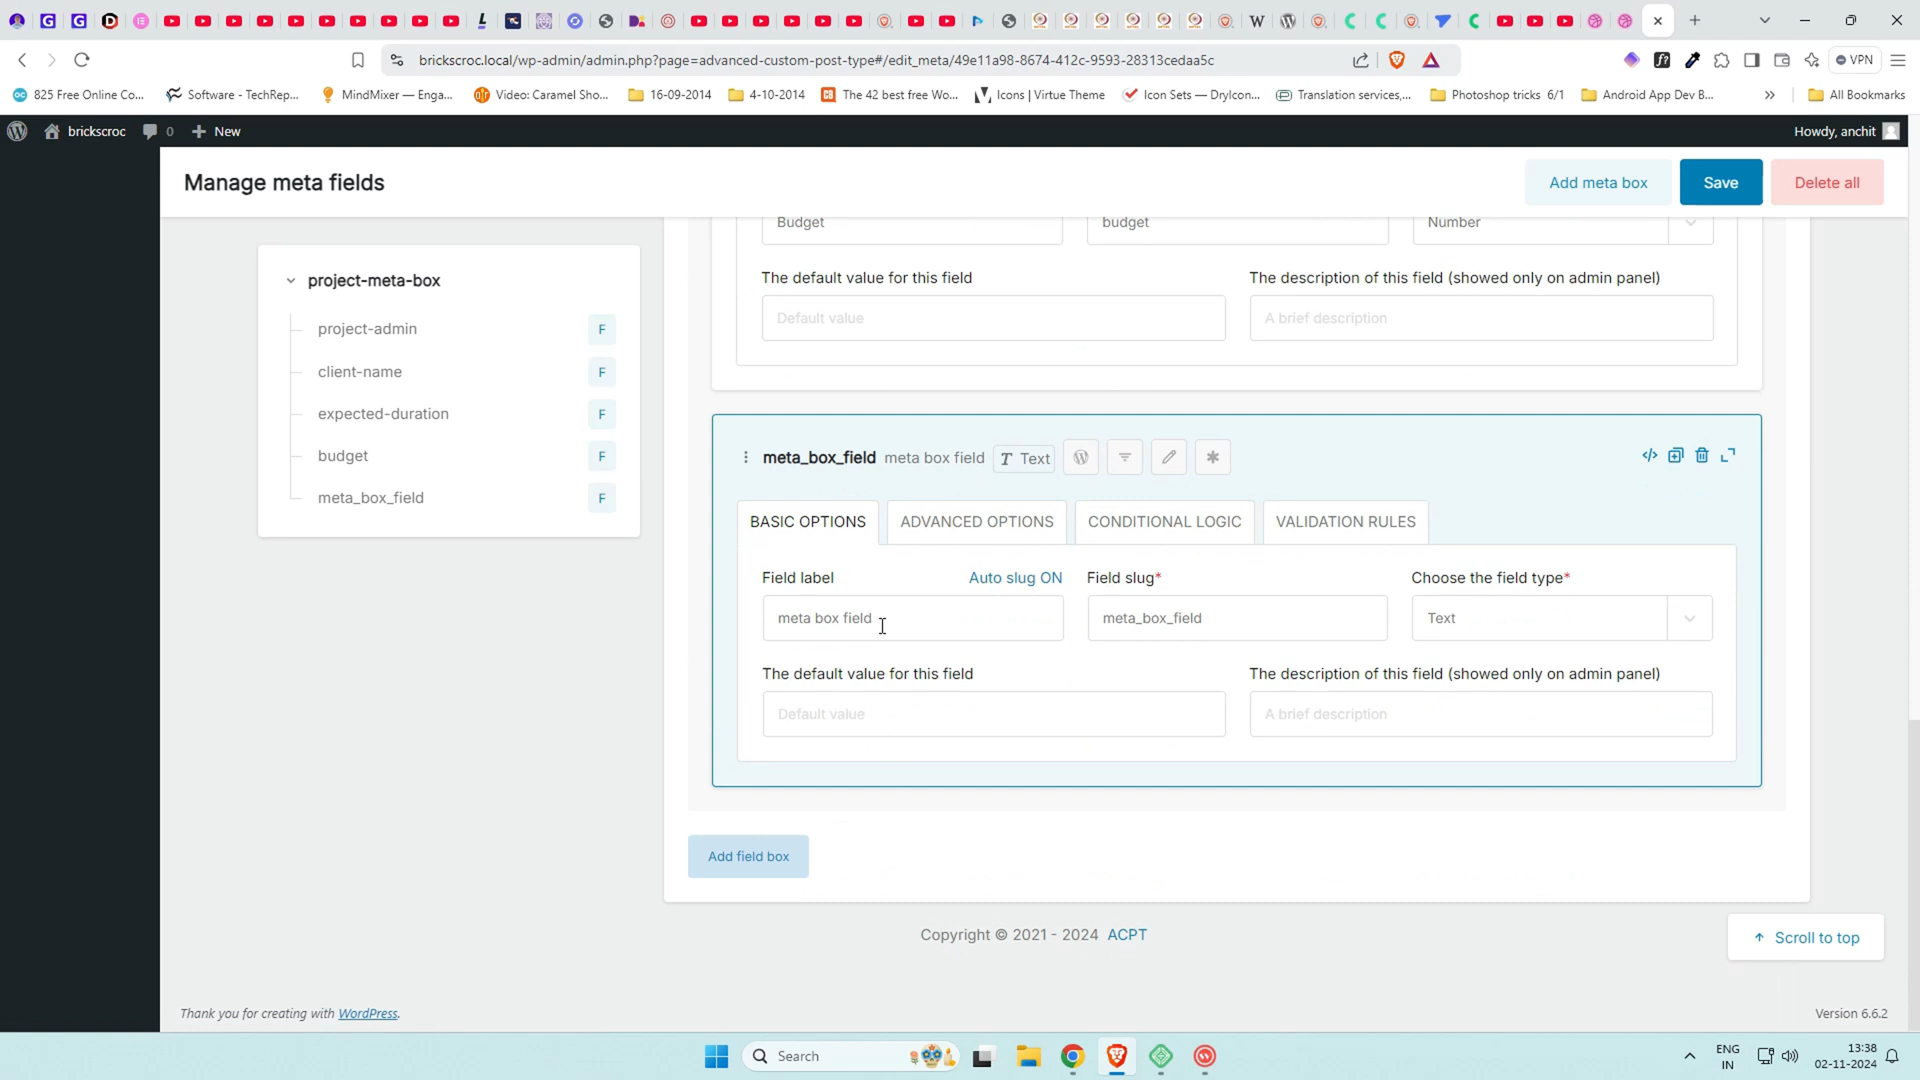 brickscroc.local/wp-admin/admin.php?page=advanced-custom-post-type#/edit_meta/49e11a98-8674-412c-9593-28313cedaa5c
VPN
825 Free Online Co...
Software - TechRep...
MindMixer — Enga...
Video: Caramel Sho...
16-09-2014
4-10-2014
The 42 best free Wo...
Icons | Virtue Theme
Icon Sets — DryIcon...
Translation services,...
Photoshop tricks 6/1
Android App Dev B...
All Bookmarks
brickscroc
0
New
Howdy, anchit
Manage meta fields
Add meta box
Save
Delete all
project-meta-box
project-admin F
client-name F
expected-duration F
budget F
meta_box_field F
Budget
budget
Number
The default value for this field
The description of this field (showed only on admin panel)
Default value
A brief description
meta_box_field meta box field T Text
BASIC OPTIONS
ADVANCED OPTIONS
CONDITIONAL LOGIC
VALIDATION RULES
Field label
Auto slug ON
Field slug*
Choose the field type*
meta box field
meta_box_field
Text
The default value for this field
The description of this field (showed only on admin panel)
Default value
A brief description
Add field box
Copyright © 2021 - 2024 ACPT
Scroll to top
Thank you for creating with WordPress.
Version 6.6.2
Search
ENG
IN
13:38
02-11-2024